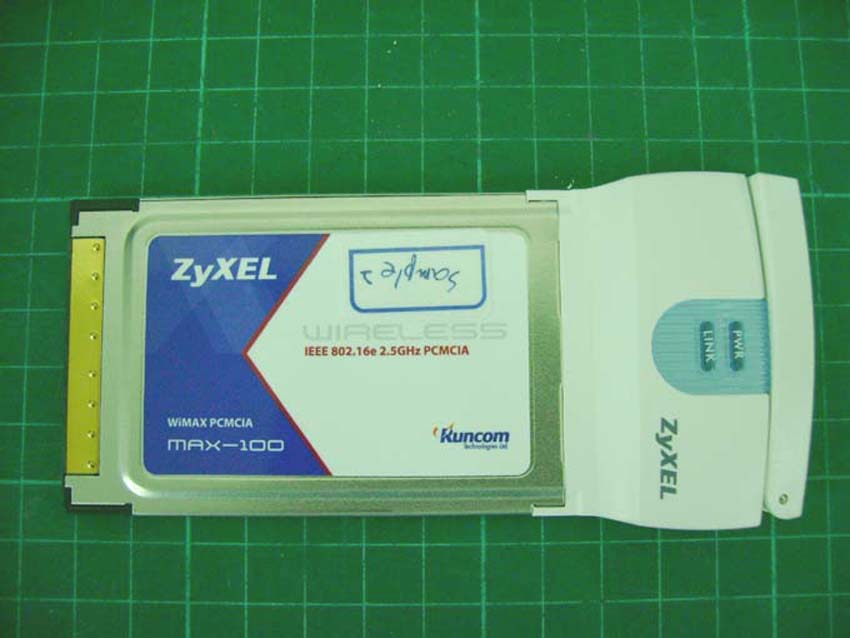 ZyXEL
Sample 2
WIRELESS
IEEE 802.16e 2.5GHz PCMCIA
WiMAX PCMCIA
MAX-100
Kuncom
Technologies Ltd.
PWR
LINK
ZyXEL